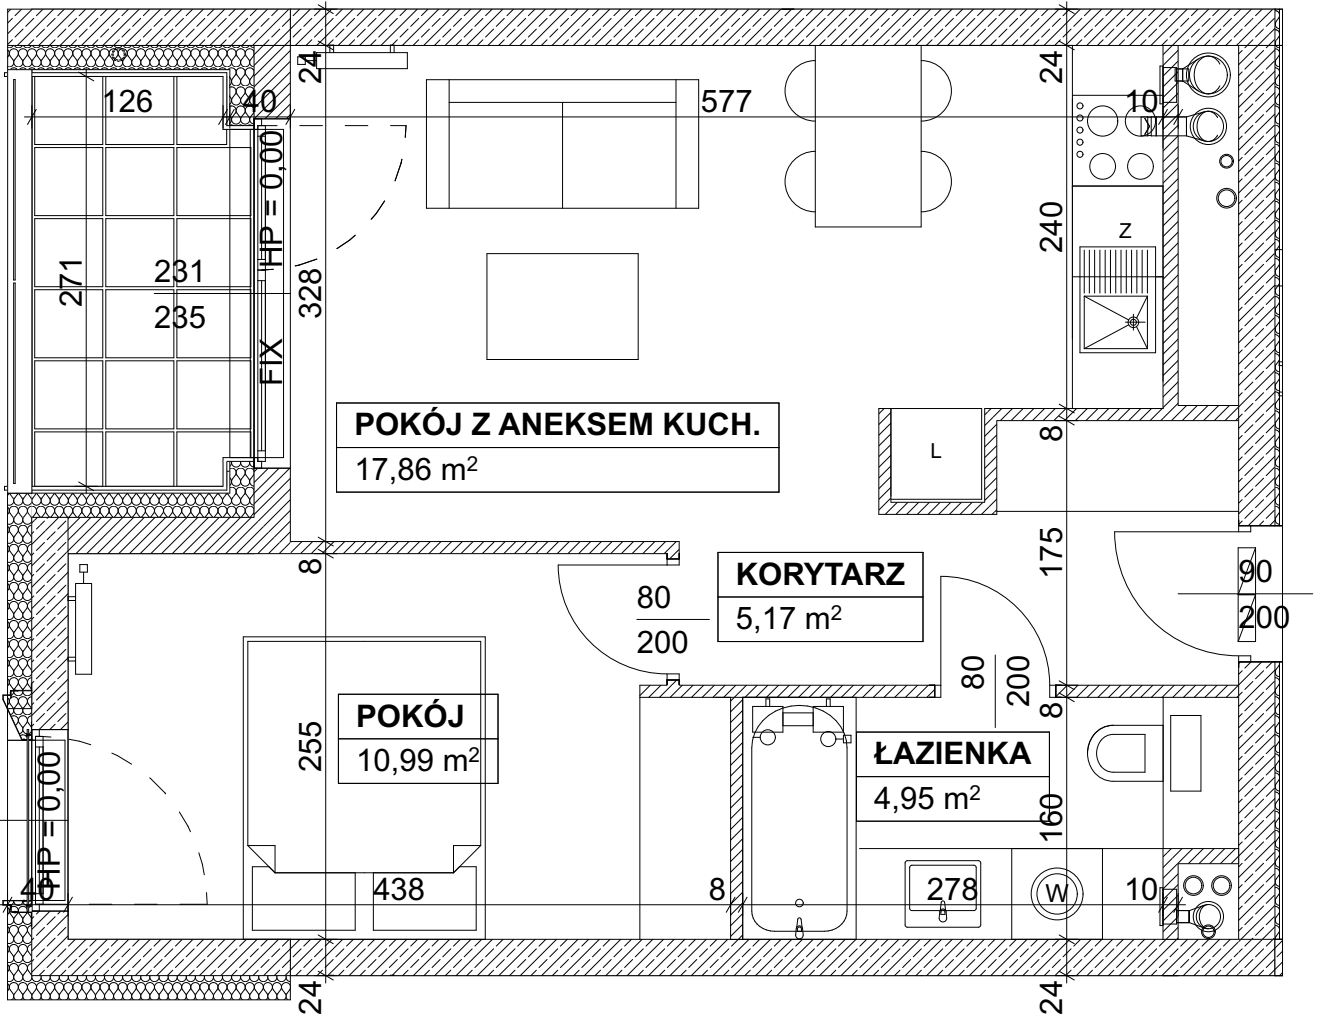 24
24
126
40
577
10
HP = 0,00
240
Z
271
231
235
328
FIX
POKÓJ Z ANEKSEM KUCH.
17,86 m²
8
L
8
175
90
200
80
200
KORYTARZ
5,17 m²
80
200
8
POKÓJ
10,99 m²
255
ŁAZIENKA
4,95 m²
160
HP = 0,00
40
438
8
278
W
10
24
24